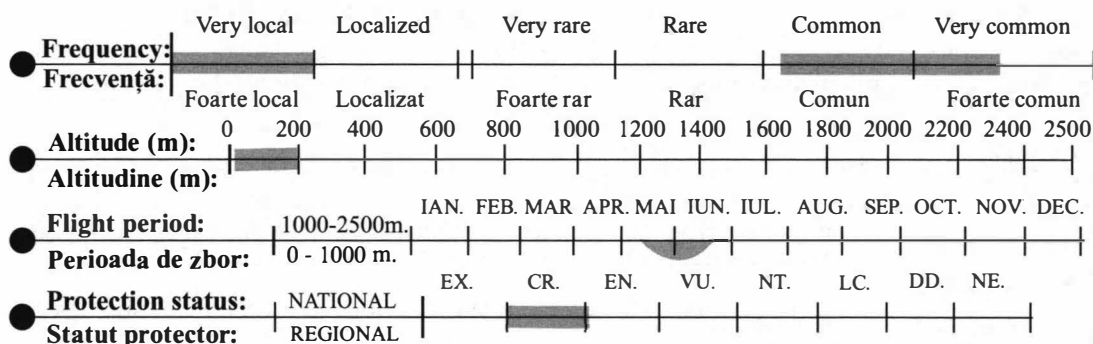 Very local Localized Very rare Rare Common Very common
Frequency:
Frecvență:
Foarte local Localizat Foarte rar Rar Comun Foarte comun
0 200 400 600 800 1000 1200 1400 1600 1800 2000 2200 2400 2500
Altitude (m):
Altitudine (m):
IAN. FEB. MAR APR. MAI IUN. IUL. AUG. SEP. OCT. NOV. DEC.
Flight period: 1000-2500m.
Perioada de zbor: 0 - 1000 m.
EX. CR. EN. VU. NT. LC. DD. NE.
Protection status: NATIONAL
Statut protector: REGIONAL